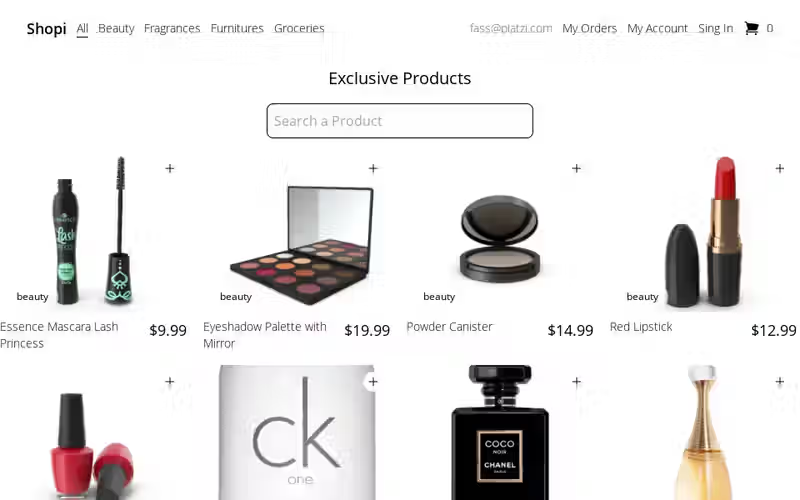 Shopi All Beauty Fragrances Furnitures Groceries fass@platzi.com My Orders My Account Sing In 0
Exclusive Products
Search a Product
+ + + +
essence
lash
beauty beauty beauty beauty
Essence Mascara Lash Princess $9.99
Eyeshadow Palette with Mirror $19.99
Powder Canister $14.99
Red Lipstick $12.99
+ + + +
ck
one
COCO
NOIR
CHANEL